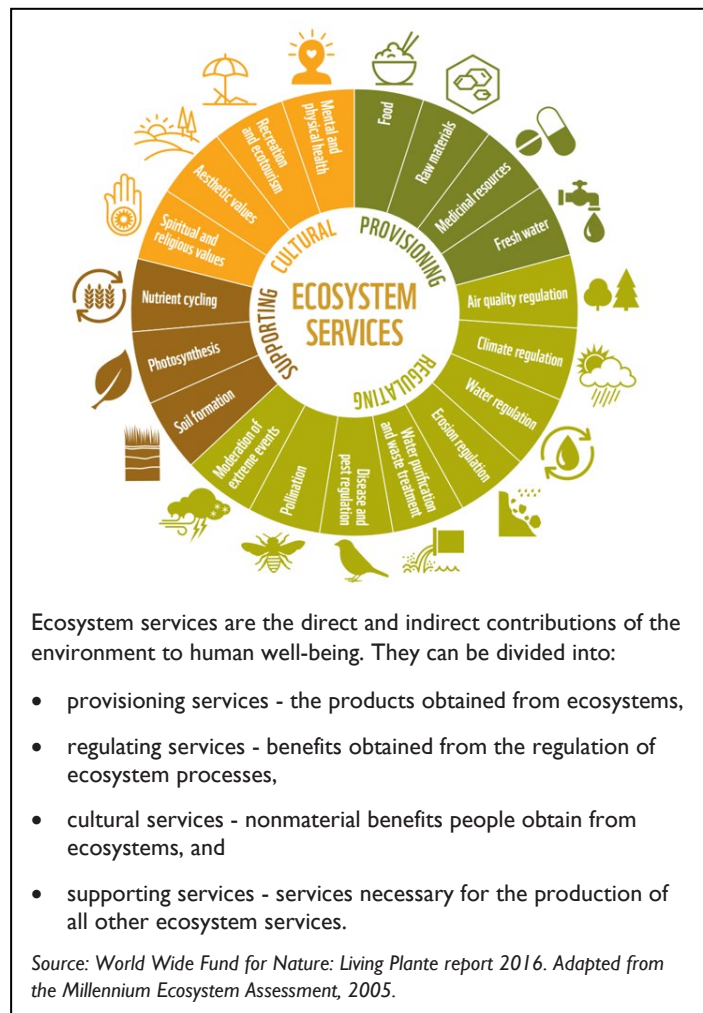 Mental and
physical health
Recreation
and ecotourism
Aesthetic values
Spiritual and
religious values
CULTURAL
Food
Raw materials
Medicinal resources
Fresh water
PROVISIONING
Air quality regulation
Climate regulation
Water regulation
Erosion regulation
Water purification
and waste treatment
Disease and
pest regulation
Pollination
Moderation of
extreme events
REGULATING
Nutrient cycling
Photosynthesis
Soil formation
SUPPORTING
ECOSYSTEM
SERVICES
Ecosystem services are the direct and indirect contributions of the
environment to human well-being. They can be divided into:
• provisioning services - the products obtained from ecosystems,
• regulating services - benefits obtained from the regulation of
ecosystem processes,
• cultural services - nonmaterial benefits people obtain from
ecosystems, and
• supporting services - services necessary for the production of
all other ecosystem services.
Source: World Wide Fund for Nature: Living Plante report 2016. Adapted from
the Millennium Ecosystem Assessment, 2005.